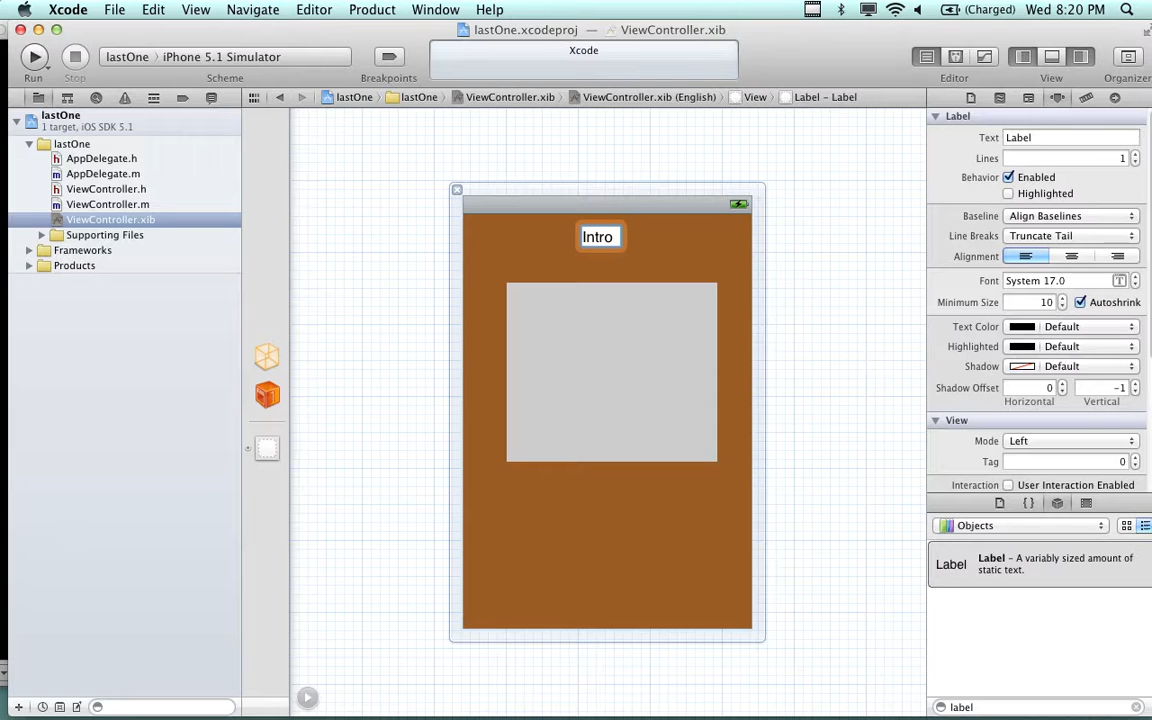 Xcode File Edit View Navigate Editor Product Window Help (Charged) Wed 8:20 PM
lastOne.xcodeproj — ViewController.xib
lastOne iPhone 5.1 Simulator
Xcode
Run Stop Scheme Breakpoints Editor View Organizer
lastOne lastOne ViewController.xib ViewController.xib (English) View Label - Label
lastOne
1 target, iOS SDK 5.1
lastOne
AppDelegate.h
AppDelegate.m
ViewController.h
ViewController.m
ViewController.xib
Supporting Files
Frameworks
Products
Intro
Label
Text Label
Lines 1
Behavior Enabled
Highlighted
Baseline Align Baselines
Line Breaks Truncate Tail
Alignment
Font System 17.0 T
Minimum Size 10 Autoshrink
Text Color Default
Highlighted Default
Shadow Default
Shadow Offset 0 -1
Horizontal Vertical
View
Mode Left
Tag 0
Interaction User Interaction Enabled
{ }
Objects
Label Label - A variably sized amount of
static text.
label